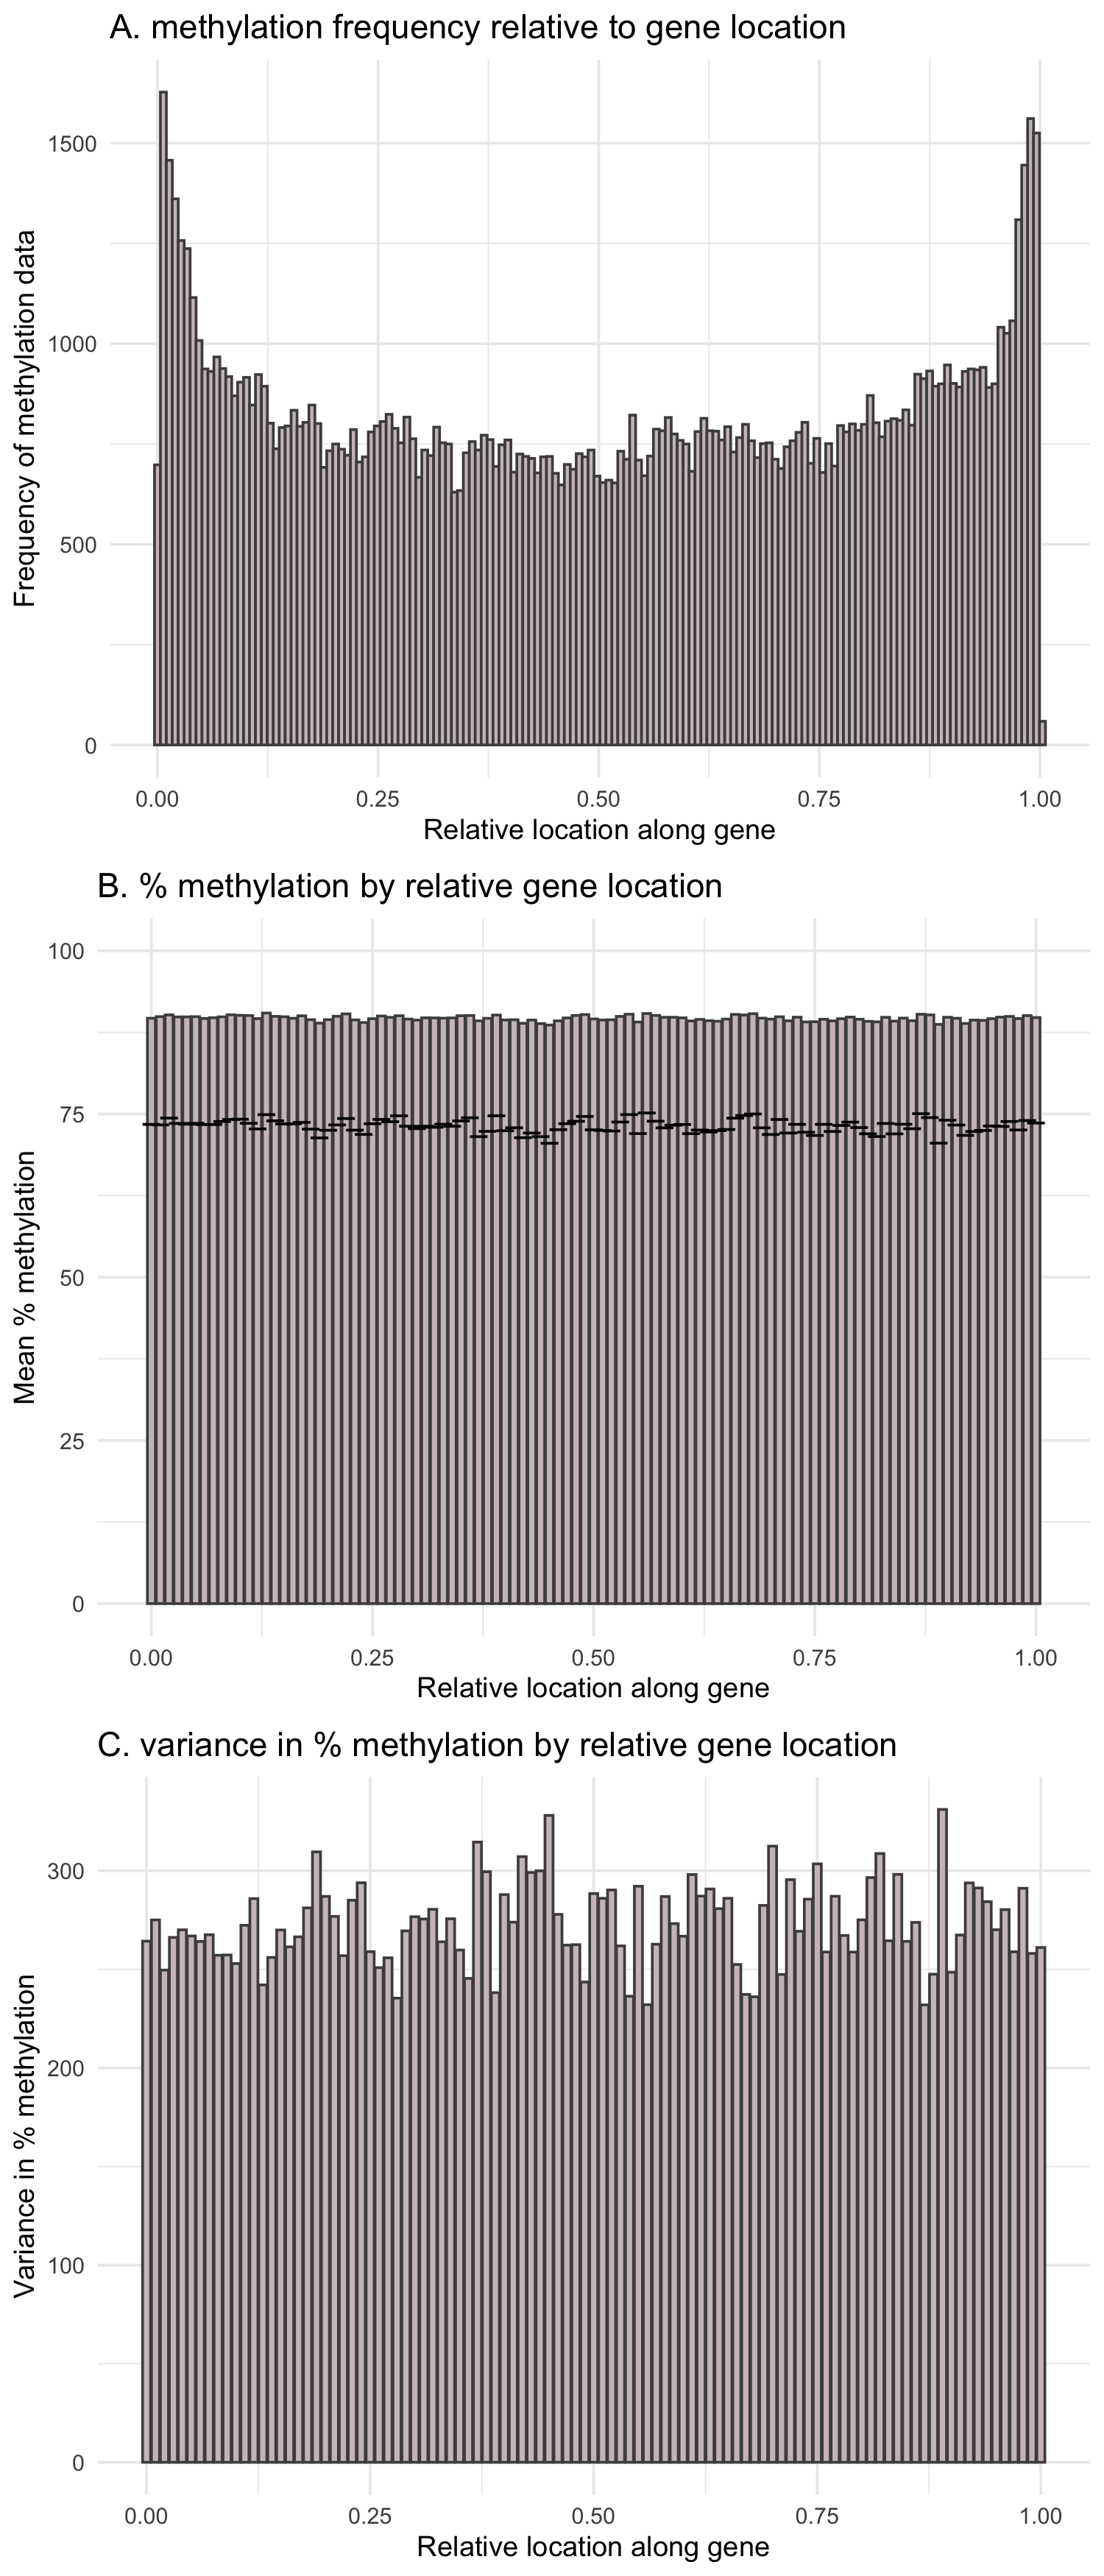 A. methylation frequency relative to gene location
Frequency of methylation data
1500
1000
500
0
0.00 0.25 0.50 0.75 1.00
Relative location along gene
B. % methylation by relative gene location
Mean % methylation
100
75
50
25
0
0.00 0.25 0.50 0.75 1.00
Relative location along gene
C. variance in % methylation by relative gene location
Variance in % methylation
300
200
100
0
0.00 0.25 0.50 0.75 1.00
Relative location along gene